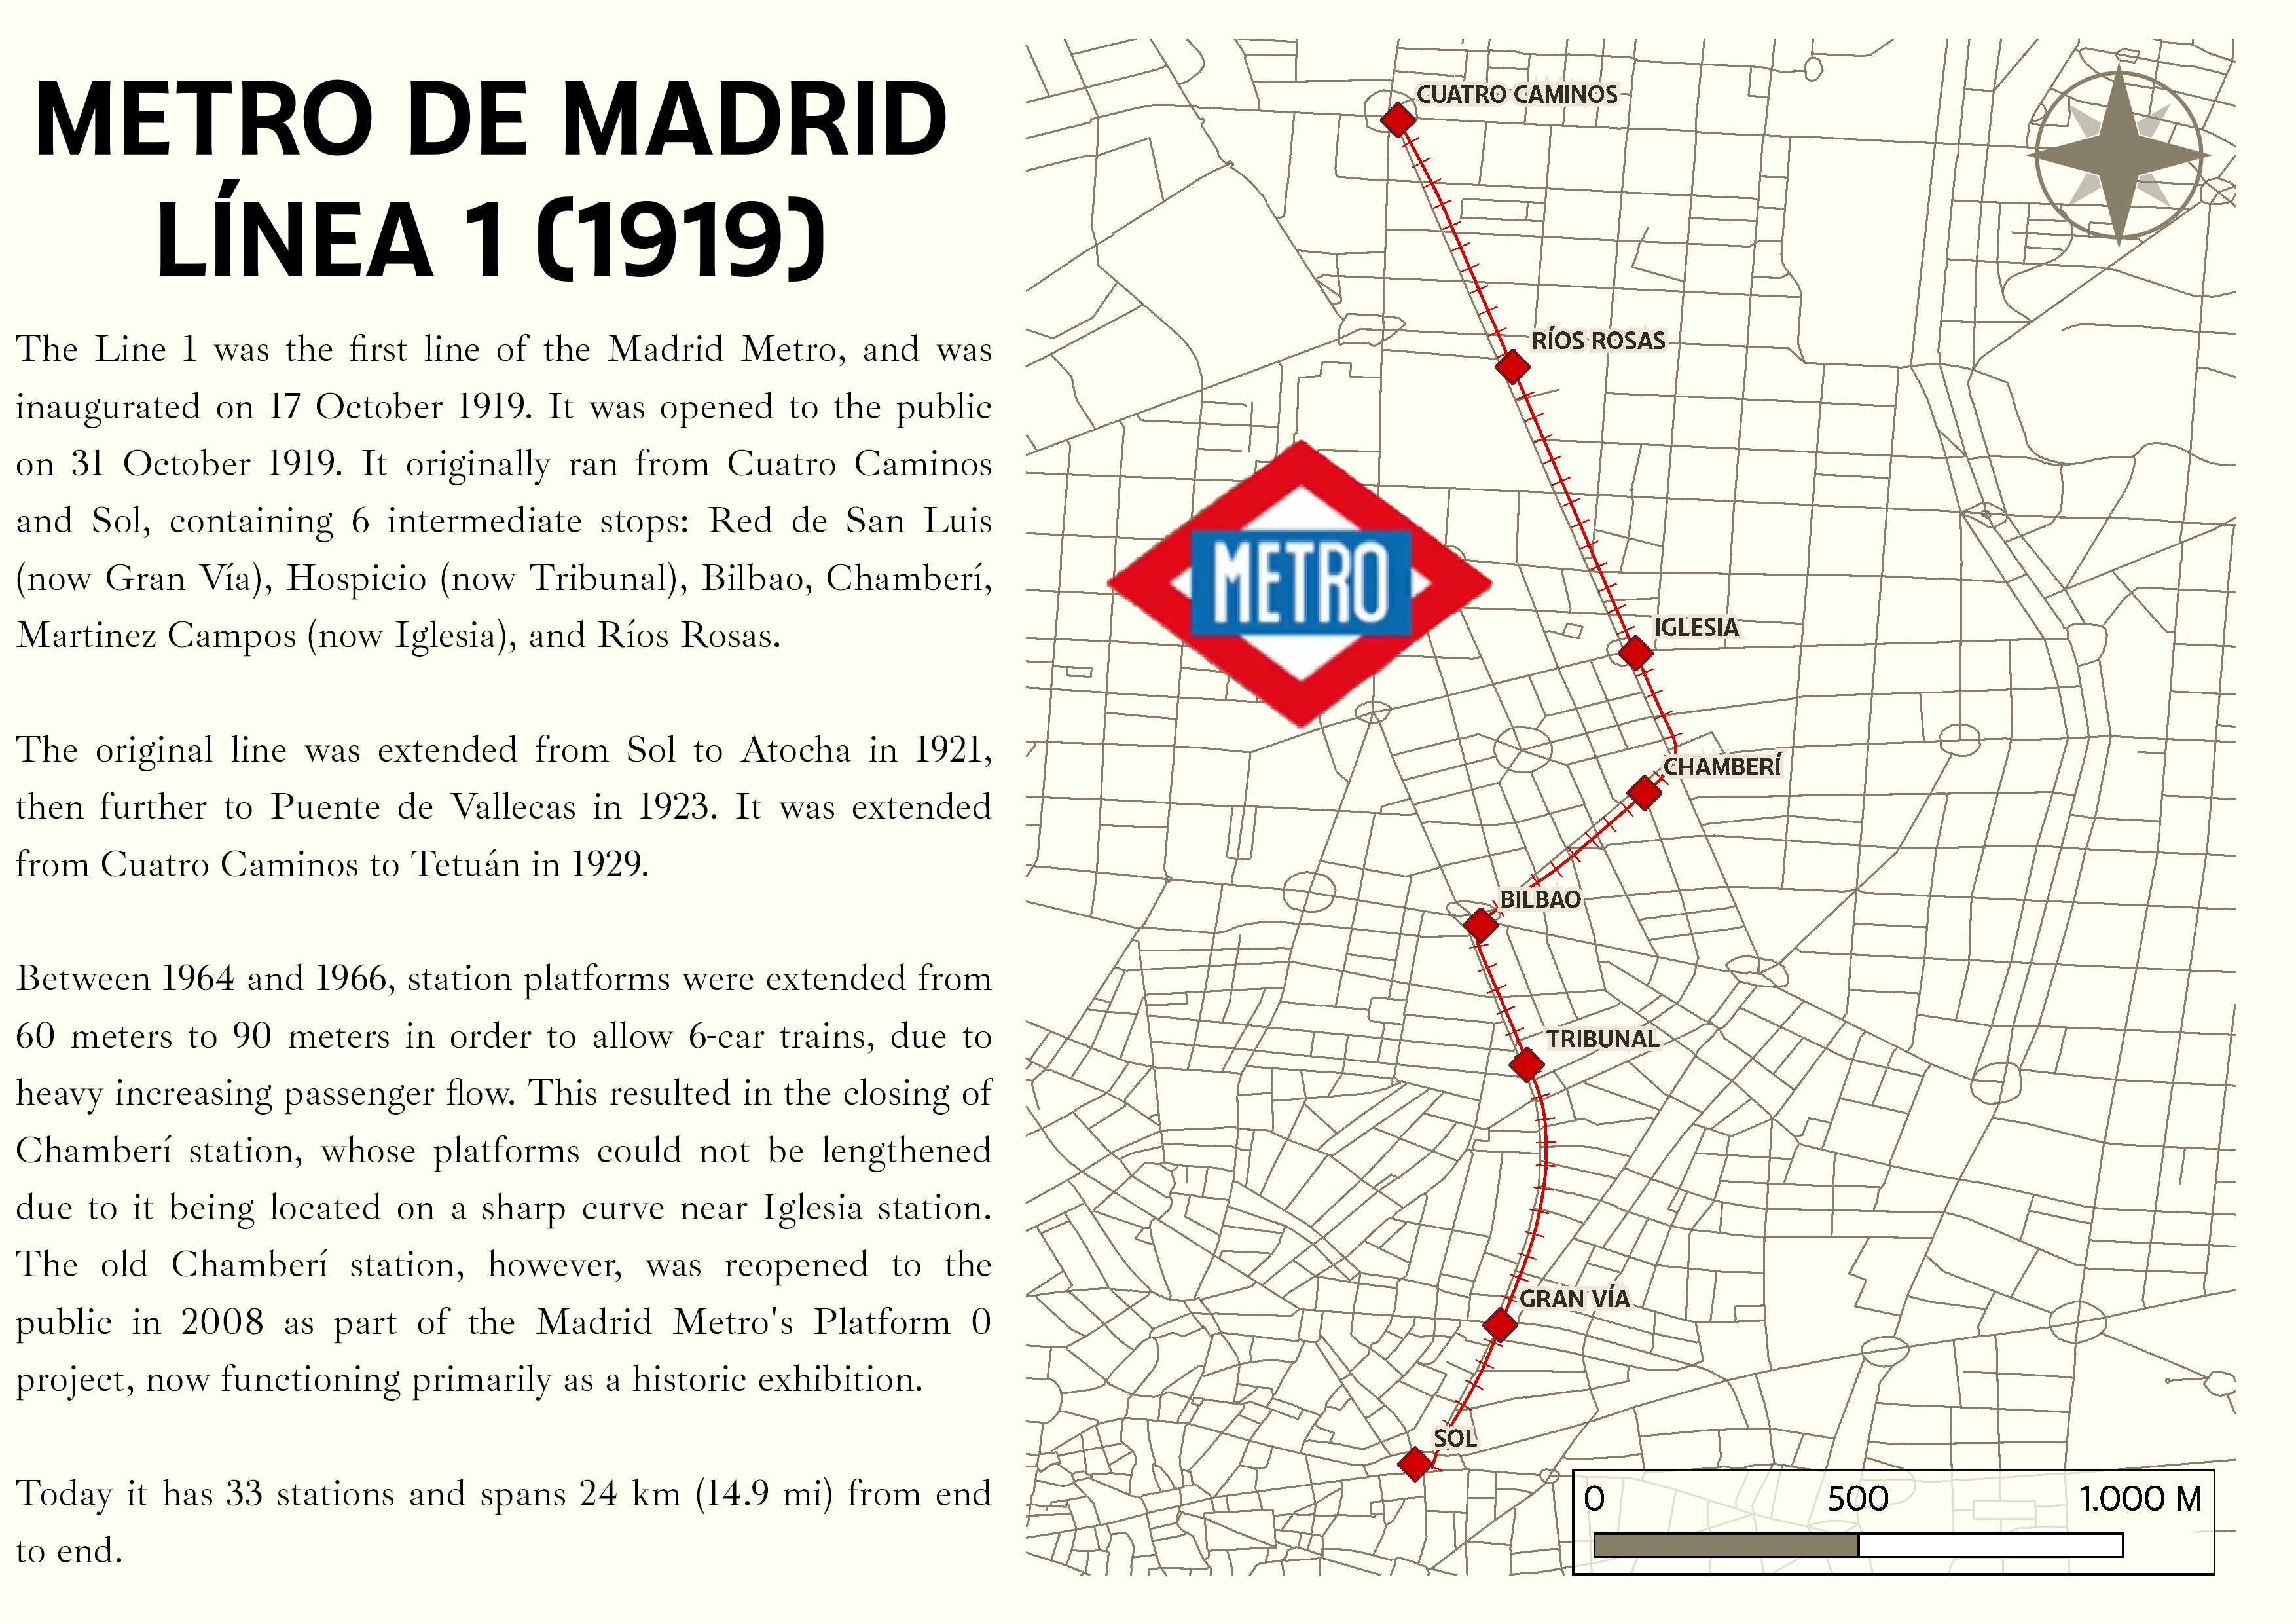 METRO DE MADRID
LÍNEA 1 (1919)
The Line 1 was the first line of the Madrid Metro, and was
inaugurated on 17 October 1919. It was opened to the public
on 31 October 1919. It originally ran from Cuatro Caminos
and Sol, containing 6 intermediate stops: Red de San Luis
(now Gran Vía), Hospicio (now Tribunal), Bilbao, Chamberí,
Martinez Campos (now Iglesia), and Ríos Rosas.
The original line was extended from Sol to Atocha in 1921,
then further to Puente de Vallecas in 1923. It was extended
from Cuatro Caminos to Tetuán in 1929.
Between 1964 and 1966, station platforms were extended from
60 meters to 90 meters in order to allow 6-car trains, due to
heavy increasing passenger flow. This resulted in the closing of
Chamberí station, whose platforms could not be lengthened
due to it being located on a sharp curve near Iglesia station.
The old Chamberí station, however, was reopened to the
public in 2008 as part of the Madrid Metro's Platform 0
project, now functioning primarily as a historic exhibition.
Today it has 33 stations and spans 24 km (14.9 mi) from end
to end.
CUATRO CAMINOS
RÍOS ROSAS
METRO
IGLESIA
CHAMBERÍ
BILBAO
TRIBUNAL
GRAN VÍA
SOL
0 500 1.000 M